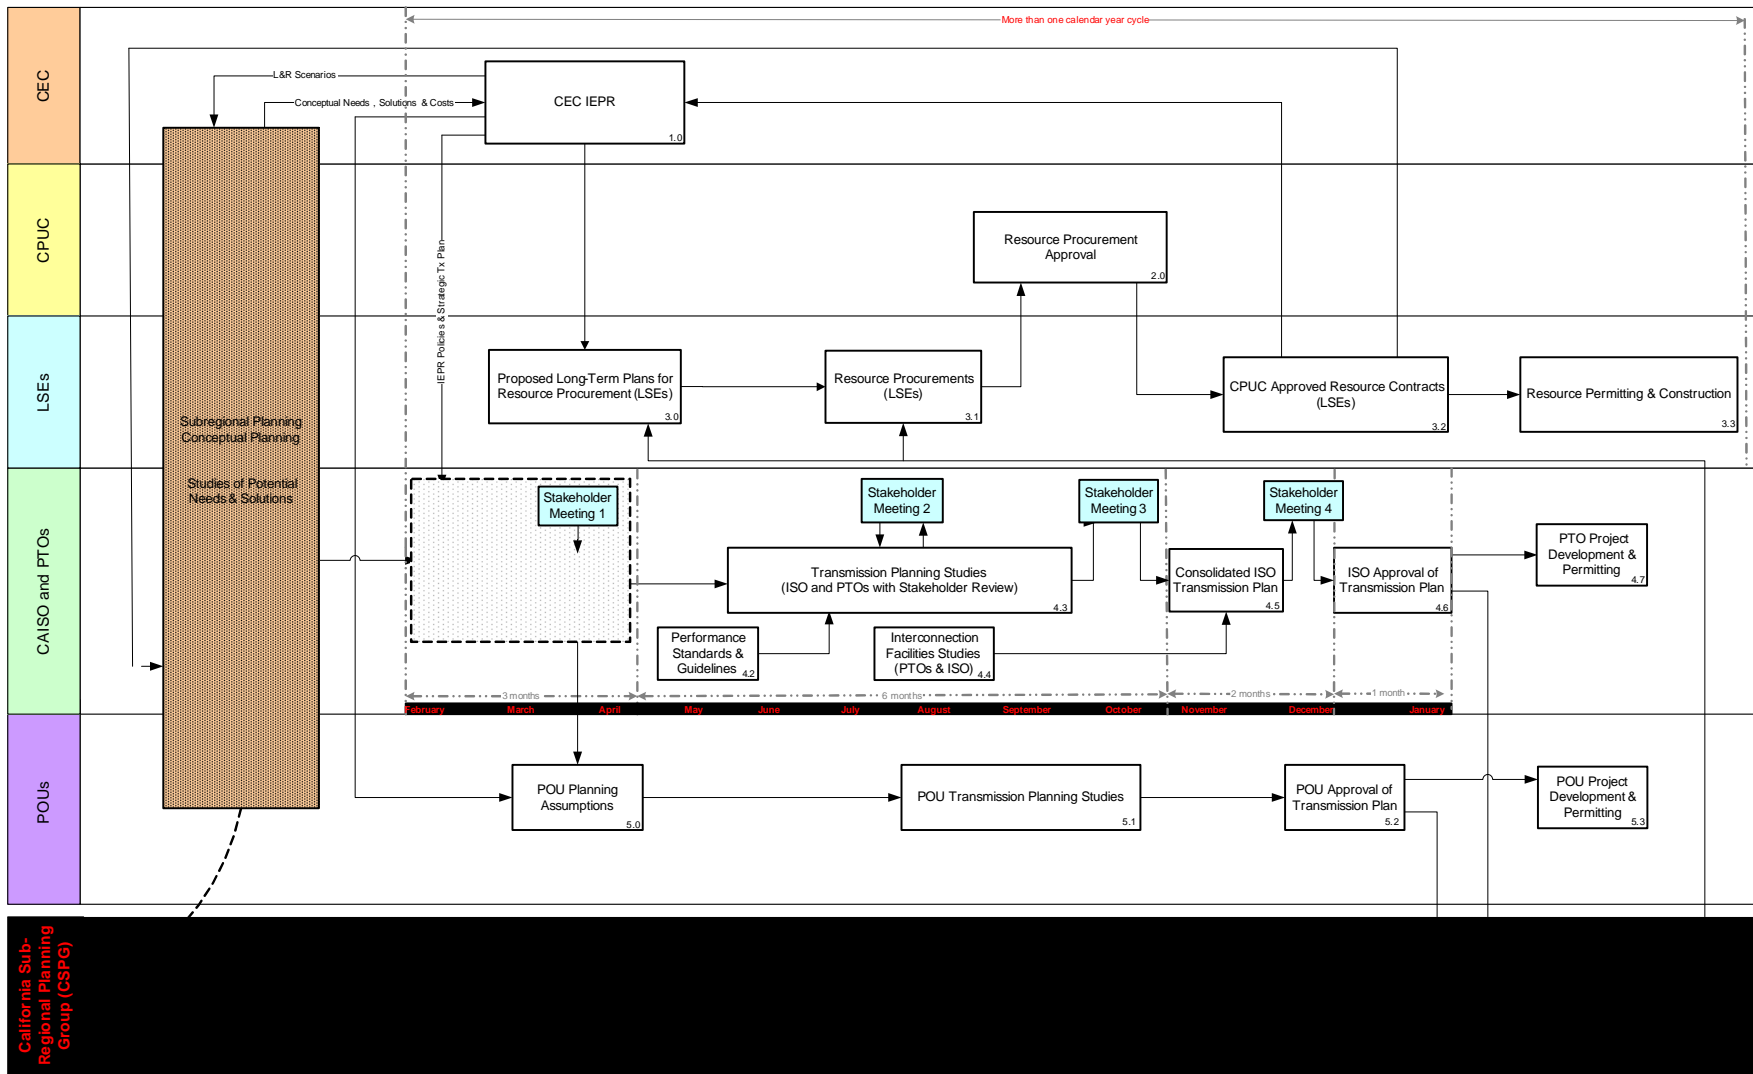 More than one calendar year cycle
CEC
L&R Scenarios
Conceptual Needs , Solutions & Costs
CEC IEPR
1.0
CPUC
IEPR Policies & Strategic Tx Plan
Resource Procurement
Approval
2.0
LSEs
Proposed Long-Term Plans for
Resource Procurement (LSEs)
3.0
Resource Procurements
(LSEs)
3.1
CPUC Approved Resource Contracts
(LSEs)
3.2
Resource Permitting & Construction
3.3
Subregional Planning
Conceptual Planning
Studies of Potential
Needs & Solutions
CAISO and PTOs
Stakeholder
Meeting 1
Stakeholder
Meeting 2
Stakeholder
Meeting 3
Stakeholder
Meeting 4
Transmission Planning Studies
(ISO and PTOs with Stakeholder Review)
4.3
Consolidated ISO
Transmission Plan
4.5
ISO Approval of
Transmission Plan
4.6
PTO Project
Development &
Permitting
4.7
Performance
Standards &
Guidelines
4.2
Interconnection
Facilities Studies
(PTOs & ISO)
4.4
3 months
6 months
2 months
1 month
February
March
April
May
June
July
August
September
October
November
December
January
POUs
POU Planning
Assumptions
5.0
POU Transmission Planning Studies
5.1
POU Approval of
Transmission Plan
5.2
POU Project
Development &
Permitting
5.3
California Sub-
Regional Planning
Group (CSPG)